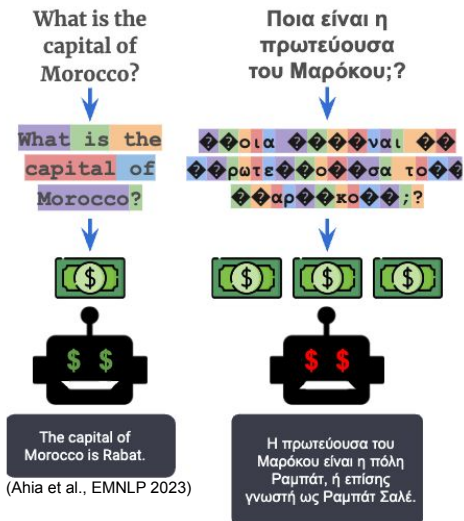 What is the
capital of
Morocco?
Ποια είναι η
πρωτεύουσα
του Μαρόκου;?
What is the
capital of
Morocco?
��οια ����ναι ��
��ρωτε��ο��σα το��
��αρ��κο��;?
$
$ $ $
$ $
$ $
The capital of
Morocco is Rabat.
(Ahia et al., EMNLP 2023)
Η πρωτεύουσα του
Μαρόκου είναι η πόλη
Ραμπάτ, ή επίσης
γνωστή ως Ραμπάτ Σαλέ.